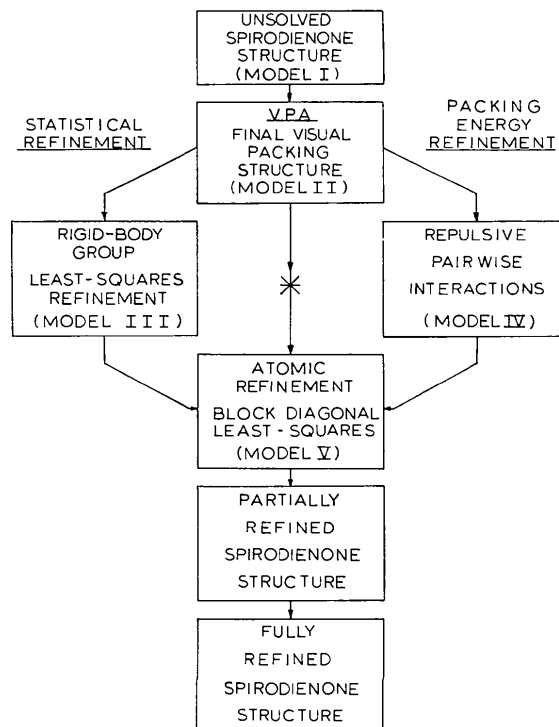 UNSOLVED
SPIRODIENONE
STRUCTURE
(MODEL I)
STATISTICAL
REFINEMENT
V.P.A
FINAL VISUAL
PACKING
STRUCTURE
(MODEL II)
PACKING
ENERGY
REFINEMENT
RIGID-BODY
GROUP
LEAST-SQUARES
REFINEMENT
(MODEL III)
REPULSIVE
PAIRWISE
INTERACTIONS
(MODEL IV)
ATOMIC
REFINEMENT
BLOCK DIAGONAL
LEAST-SQUARES
(MODEL V)
PARTIALLY
REFINED
SPIRODIENONE
STRUCTURE
FULLY
REFINED
SPIRODIENONE
STRUCTURE